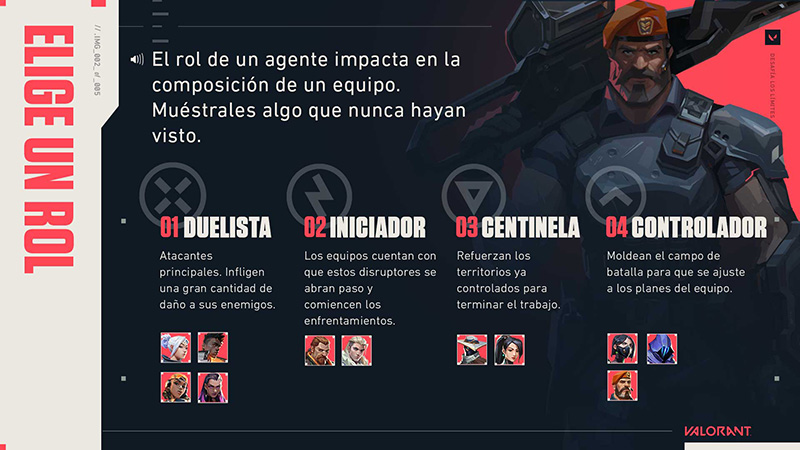 ELIGE UN ROL
//_IMG_002_#_005
El rol de un agente impacta en la
composición de un equipo.
Muéstrales algo que nunca hayan
visto.
DESAFÍA LOS LÍMITES
01 DUELISTA
Atacantes
principales. Infligen
una gran cantidad de
daño a sus enemigos.
02 INICIADOR
Los equipos cuentan con
que estos disruptores se
abran paso y
comiencen los
enfrentamientos.
03 CENTINELA
Refuerzan los
territorios ya
controlados para
terminar el trabajo.
04 CONTROLADOR
Moldean el campo de
batalla para que se ajuste
a los planes del equipo.
VALORANT